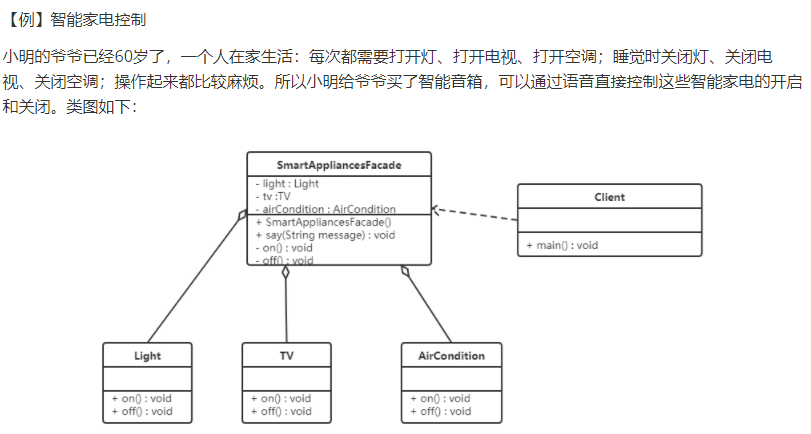 【例】智能家电控制
小明的爷爷已经60岁了，一个人在家生活：每次都需要打开灯、打开电视、打开空调；睡觉时关闭灯、关闭电
视、关闭空调；操作起来都比较麻烦。所以小明给爷爷买了智能音箱，可以通过语音直接控制这些智能家电的开启
和关闭。类图如下：
SmartAppliancesFacade
- light : Light
- tv :TV
- airCondition : AirCondition
+ SmartAppliancesFacade()
+ say(String message) : void
- on() : void
- off() : void
Client
+ main() : void
Light
+ on() : void
+ off() : void
TV
+ on() : void
+ off() : void
AirCondition
+ on() : void
+ off() : void